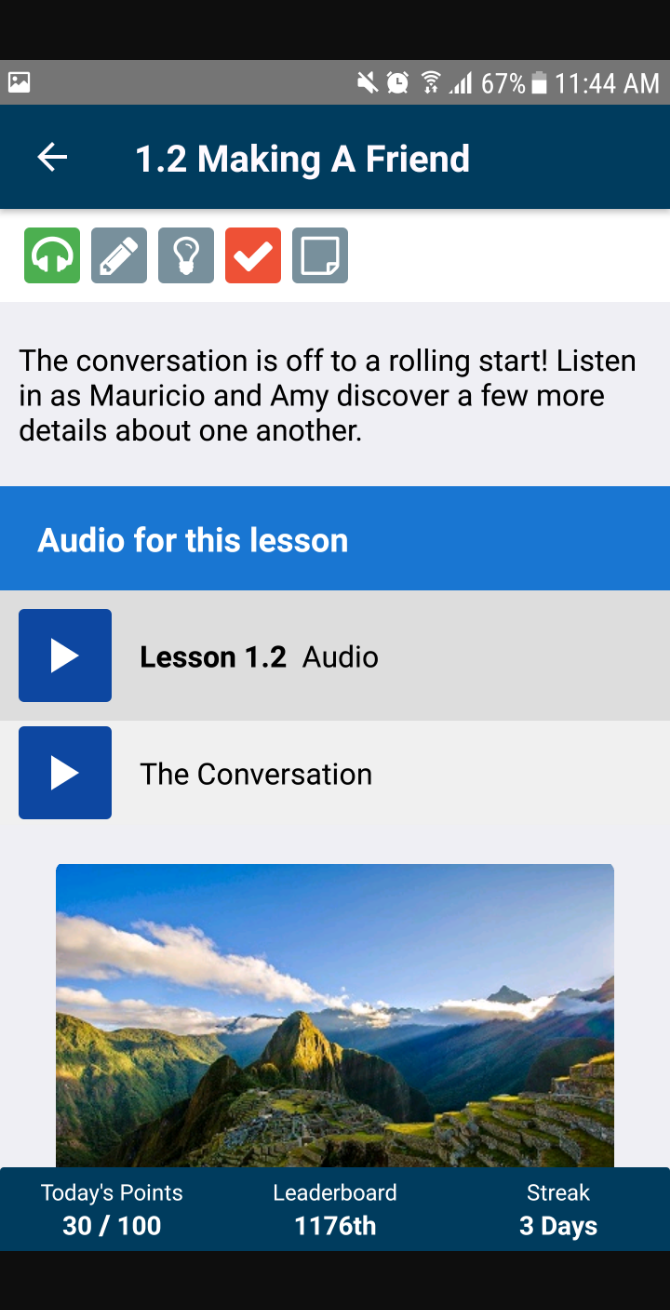 67% 11:44 AM
1.2 Making A Friend
The conversation is off to a rolling start! Listen
in as Mauricio and Amy discover a few more
details about one another.
Audio for this lesson
Lesson 1.2 Audio
The Conversation
Today's Points Leaderboard Streak
30 / 100 1176th 3 Days